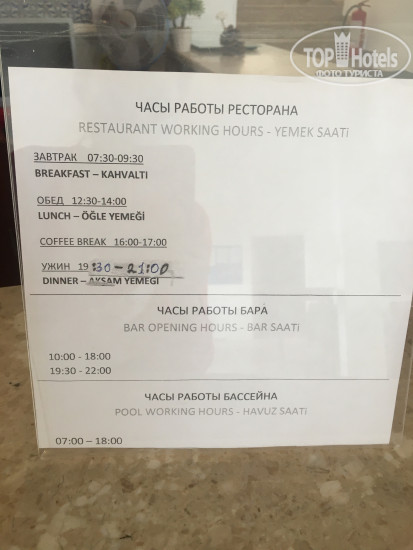 TOP Hotels
ФОТО ТУРИСТА
ЧАСЫ РАБОТЫ РЕСТОРАНА
RESTAURANT WORKING HOURS - YEMEK SAATi
ЗАВТРАК 07:30-09:30
BREAKFAST – KAHVALTI
ОБЕД 12:30-14:00
LUNCH – ÖĞLE YEMEĞİ
COFFEE BREAK 16:00-17:00
УЖИН 19:30-21:00
DINNER – AYSAM YEMEGI
ЧАСЫ РАБОТЫ БАРА
BAR OPENING HOURS - BAR SAATi
10:00 - 18:00
19:30 - 22:00
ЧАСЫ РАБОТЫ БАССЕЙНА
POOL WORKING HOURS - HAVUZ SAATi
07:00 – 18:00